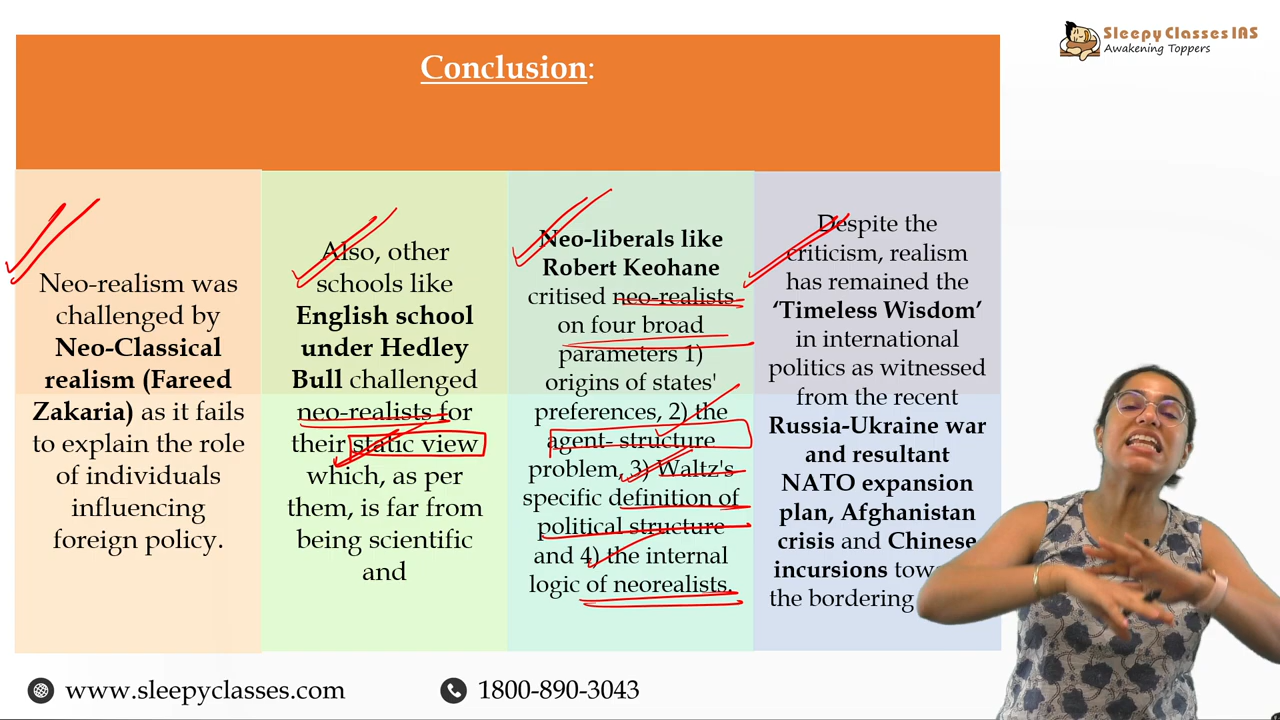 Sleepy Classes IAS
Awakening Toppers
Conclusion:
Neo-realism was
challenged by
Neo-Classical
realism (Fareed
Zakaria) as it fails
to explain the role
of individuals
influencing
foreign policy.
Also, other
schools like
English school
under Hedley
Bull challenged
neo-realists for
their static view
which, as per
them, is far from
being scientific
and
Neo-liberals like
Robert Keohane
critised neo-realists
on four broad
parameters 1)
origins of states'
preferences, 2) the
agent- structure
problem, 3) Waltz's
specific definition of
political structure
and 4) the internal
logic of neorealists.
Despite the
criticism, realism
has remained the
‘Timeless Wisdom’
in international
politics as witnessed
from the recent
Russia-Ukraine war
and resultant
NATO expansion
plan, Afghanistan
crisis and Chinese
incursions
the bordering
www.sleepyclasses.com
1800-890-3043